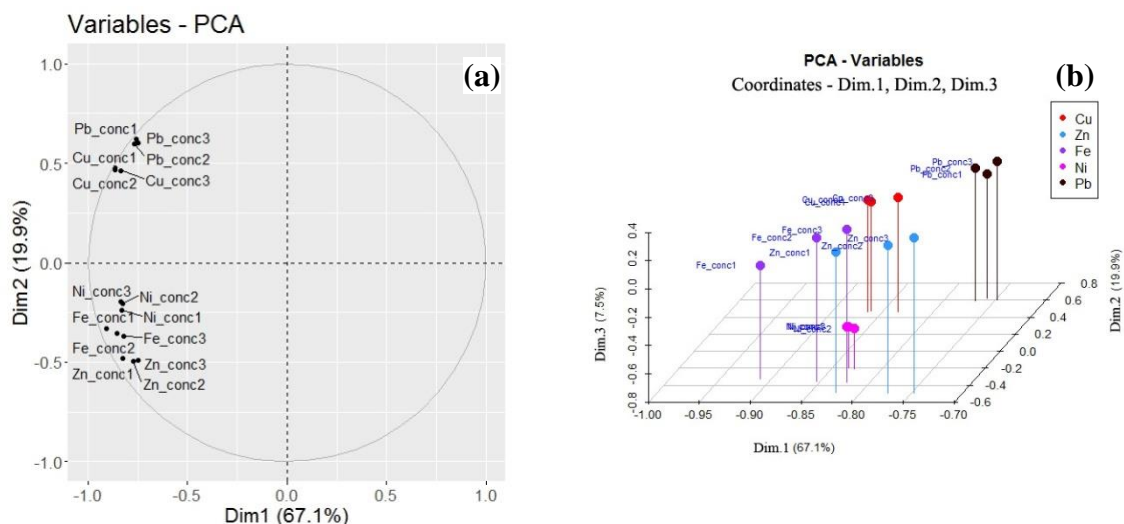 Variables - PCA
(a)
1.0
0.5
0.0
-0.5
-1.0
Dim2 (19.9%)
Pb_conc1
Pb_conc3
Pb_conc2
Cu_conc1
Cu_conc2
Cu_conc3
Ni_conc3
Ni_conc2
Ni_conc1
Fe_conc1
Fe_conc3
Fe_conc2
Zn_conc3
Zn_conc1
Zn_conc2
-1.0 -0.5 0.0 0.5 1.0
Dim1 (67.1%)
PCA - Variables
(b)
Coordinates - Dim.1, Dim.2, Dim.3
Cu
Zn
Fe
Ni
Pb
Pb_conc3
Pb_conc2
Pb_conc1
Fe_conc3
Fe_conc2
Zn_conc3
Zn_conc2
Zn_conc1
Fe_conc1
0.4
0.2
0.0
-0.2
-0.4
-0.6
-0.8
Dim.3 (7.5%)
0.8
0.6
0.4
0.2
0.0
-0.2
-0.4
-0.6
Dim.2 (19.9%)
-1.00 -0.95 -0.90 -0.85 -0.80 -0.75 -0.70
Dim.1 (67.1%)